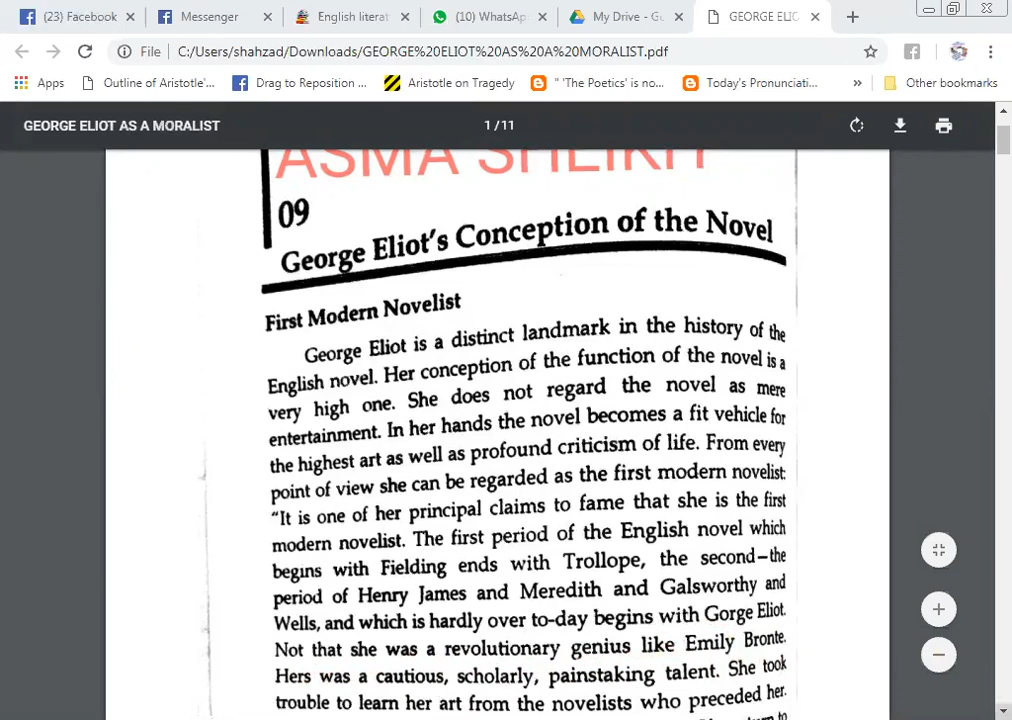 (23) Facebook
Messenger
English literat
(10) WhatsAp
My Drive - Go
GEORGE ELIO
File
C:/Users/shahzad/Downloads/GEORGE%20ELIOT%20AS%20A%20MORALIST.pdf
Apps
Outline of Aristotle'...
Drag to Reposition ...
Aristotle on Tragedy
" 'The Poetics' is no...
Today's Pronunciati...
»
Other bookmarks
GEORGE ELIOT AS A MORALIST
1 / 11
ASMA SHEIKH
09
George Eliot's Conception of the Novel
First Modern Novelist
George Eliot is a distinct landmark in the history of the
English novel. Her conception of the function of the novel is a
very high one. She does not regard the novel as mere
entertainment. In her hands the novel becomes a fit vehicle for
the highest art as well as profound criticism of life. From every
point of view she can be regarded as the first modern novelist:
"It is one of her principal claims to fame that she is the first
modern novelist. The first period of the English novel which
begins with Fielding ends with Trollope, the second—the
period of Henry James and Meredith and Galsworthy and
Wells, and which is hardly over to-day begins with Gorge Eliot.
Not that she was a revolutionary genius like Emily Bronte.
Hers was a cautious, scholarly, painstaking talent. She took
trouble to learn her art from the novelists who preceded her.